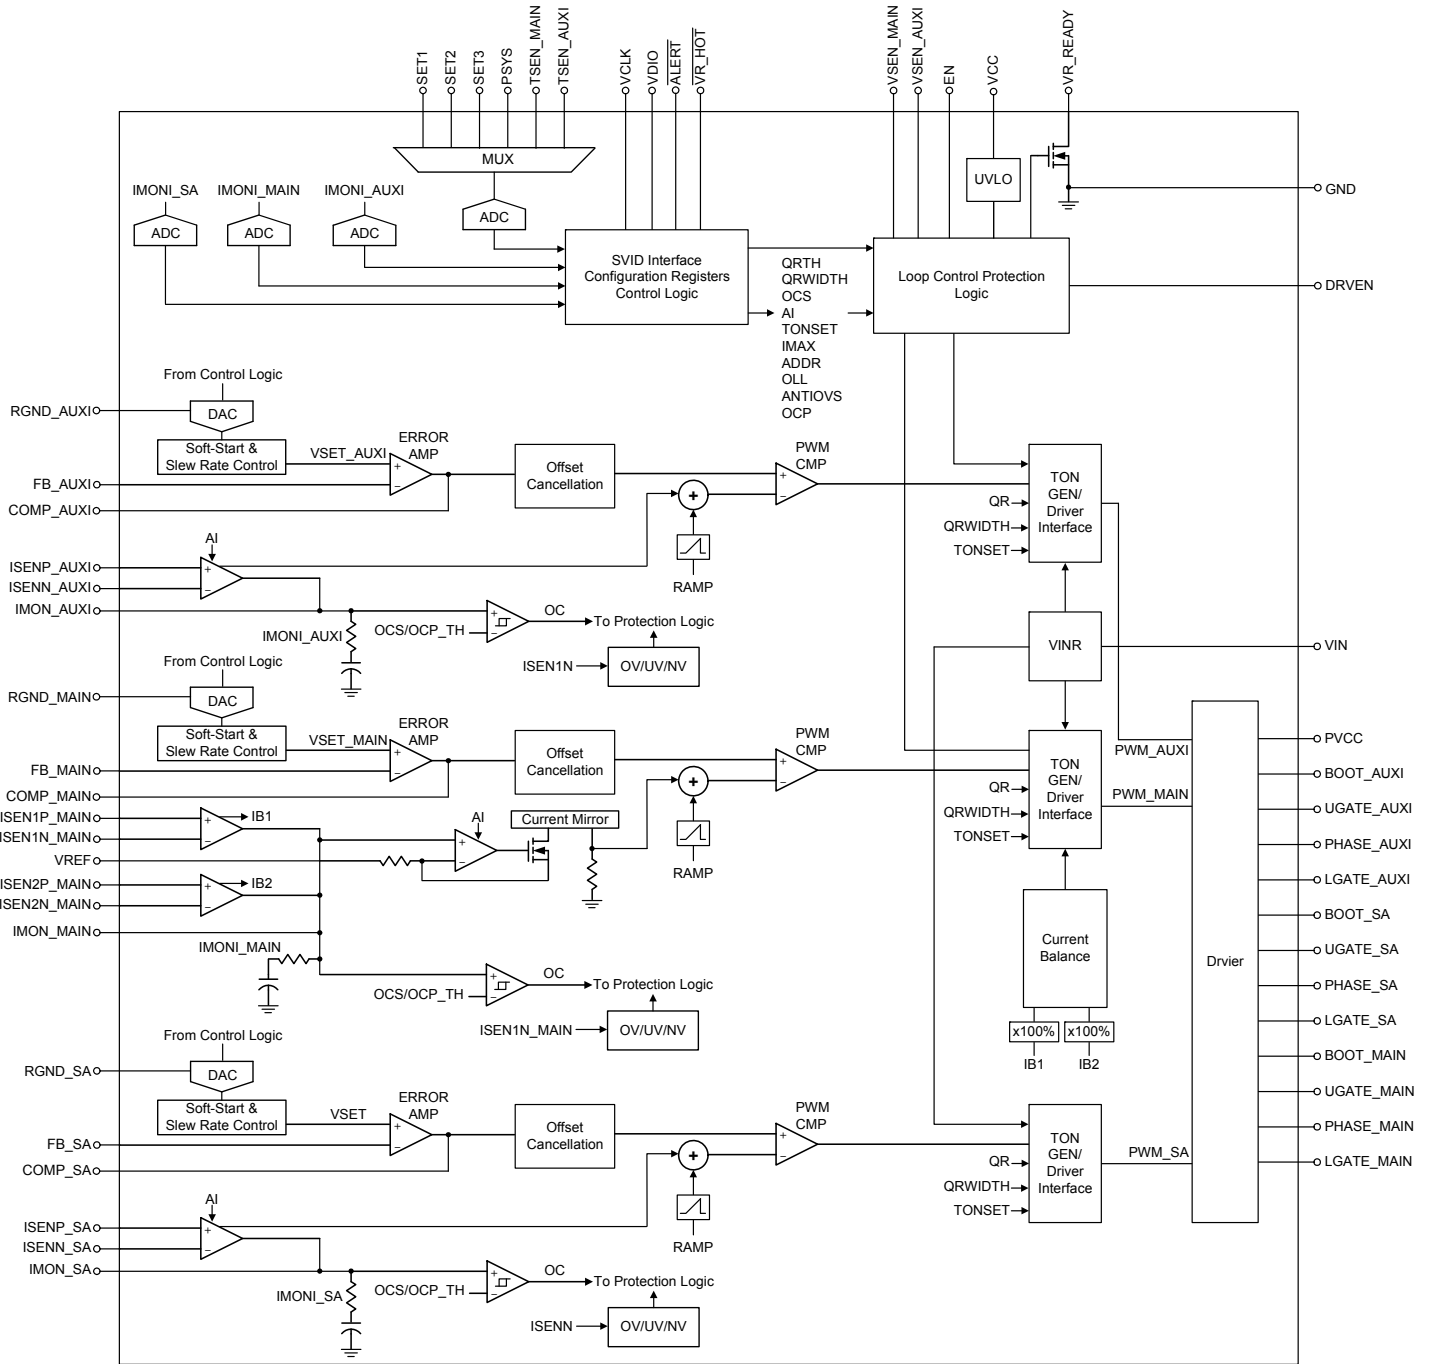 SET1
SET2
SET3
PSYS
TSEN_MAIN
TSEN_AUXI
VCLK
VDIO
ALERT
VR_HOT
VSEN_MAIN
VSEN_AUXI
EN
VCC
VR_READY
MUX
UVLO
GND
IMONI_SA
IMONI_MAIN
IMONI_AUXI
ADC
ADC
ADC
ADC
SVID Interface
Configuration Registers
Control Logic
QRTH
QRWIDTH
OCS
AI
TONSET
IMAX
ADDR
OLL
ANTIOVS
OCP
Loop Control Protection
Logic
DRVEN
From Control Logic
RGND_AUXI
DAC
Soft-Start &
Slew Rate Control
VSET_AUXI
ERROR
AMP
+
−
FB_AUXI
COMP_AUXI
Offset
Cancellation
PWM
CMP
+
−
+
RAMP
TON
GEN/
Driver
Interface
QR
QRWIDTH
TONSET
AI
ISENP_AUXI
ISENN_AUXI
+
−
IMON_AUXI
IMONI_AUXI
OCS/OCP_TH
+
−
OC
To Protection Logic
ISEN1N
OV/UV/NV
VINR
VIN
From Control Logic
RGND_MAIN
DAC
Soft-Start &
Slew Rate Control
VSET_MAIN
ERROR
AMP
+
−
FB_MAIN
COMP_MAIN
Offset
Cancellation
PWM
CMP
+
−
+
RAMP
TON
GEN/
Driver
Interface
QR
QRWIDTH
TONSET
PWM_AUXI
PWM_MAIN
ISEN1P_MAIN
ISEN1N_MAIN
+
−
IB1
VREF
AI
+
−
Current Mirror
ISEN2P_MAIN
ISEN2N_MAIN
+
−
IB2
IMON_MAIN
IMONI_MAIN
OCS/OCP_TH
+
−
OC
To Protection Logic
ISEN1N_MAIN
OV/UV/NV
Current
Balance
x100%
x100%
IB1
IB2
Drvier
PVCC
BOOT_AUXI
UGATE_AUXI
PHASE_AUXI
LGATE_AUXI
BOOT_SA
UGATE_SA
PHASE_SA
LGATE_SA
BOOT_MAIN
UGATE_MAIN
PHASE_MAIN
LGATE_MAIN
From Control Logic
RGND_SA
DAC
Soft-Start &
Slew Rate Control
VSET
ERROR
AMP
+
−
FB_SA
COMP_SA
Offset
Cancellation
PWM
CMP
+
−
+
RAMP
TON
GEN/
Driver
Interface
QR
QRWIDTH
TONSET
PWM_SA
AI
ISENP_SA
ISENN_SA
+
−
IMON_SA
IMONI_SA
OCS/OCP_TH
+
−
OC
To Protection Logic
ISENN
OV/UV/NV